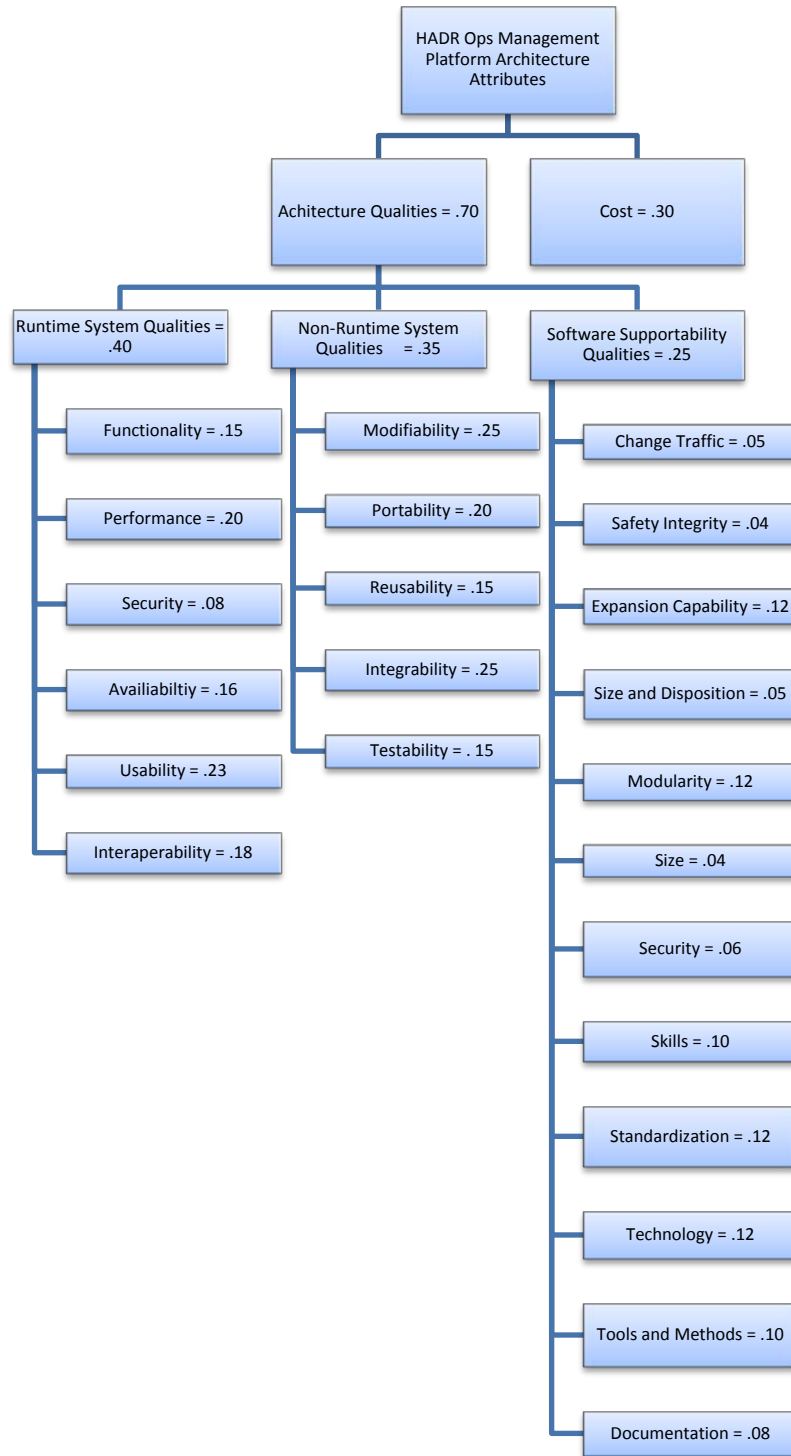 HADR Ops Management
Platform Architecture
Attributes
Achitecture Qualities = .70
Cost = .30
Runtime System Qualities =
.40
Non-Runtime System
Qualities = .35
Software Supportability
Qualities = .25
Functionality = .15
Performance = .20
Security = .08
Availiabiltiy = .16
Usability = .23
Interaperability = .18
Modifiability = .25
Portability = .20
Reusability = .15
Integrability = .25
Testability = . 15
Change Traffic = .05
Safety Integrity = .04
Expansion Capability = .12
Size and Disposition = .05
Modularity = .12
Size = .04
Security = .06
Skills = .10
Standardization = .12
Technology = .12
Tools and Methods = .10
Documentation = .08